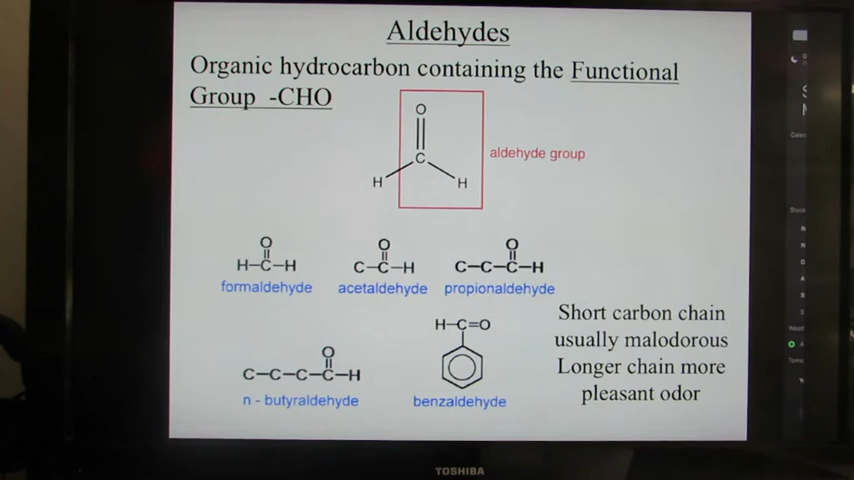 Aldehydes
Organic hydrocarbon containing the Functional
Group -CHO
O
C
H
H
aldehyde group
O
H-C-H
formaldehyde
O
C-C-H
acetaldehyde
O
C-C-C-H
propionaldehyde
O
C-C-C-C-H
n - butyraldehyde
H-C=O
benzaldehyde
Short carbon chain
usually malodorous
Longer chain more
pleasant odor
TOSHIBA